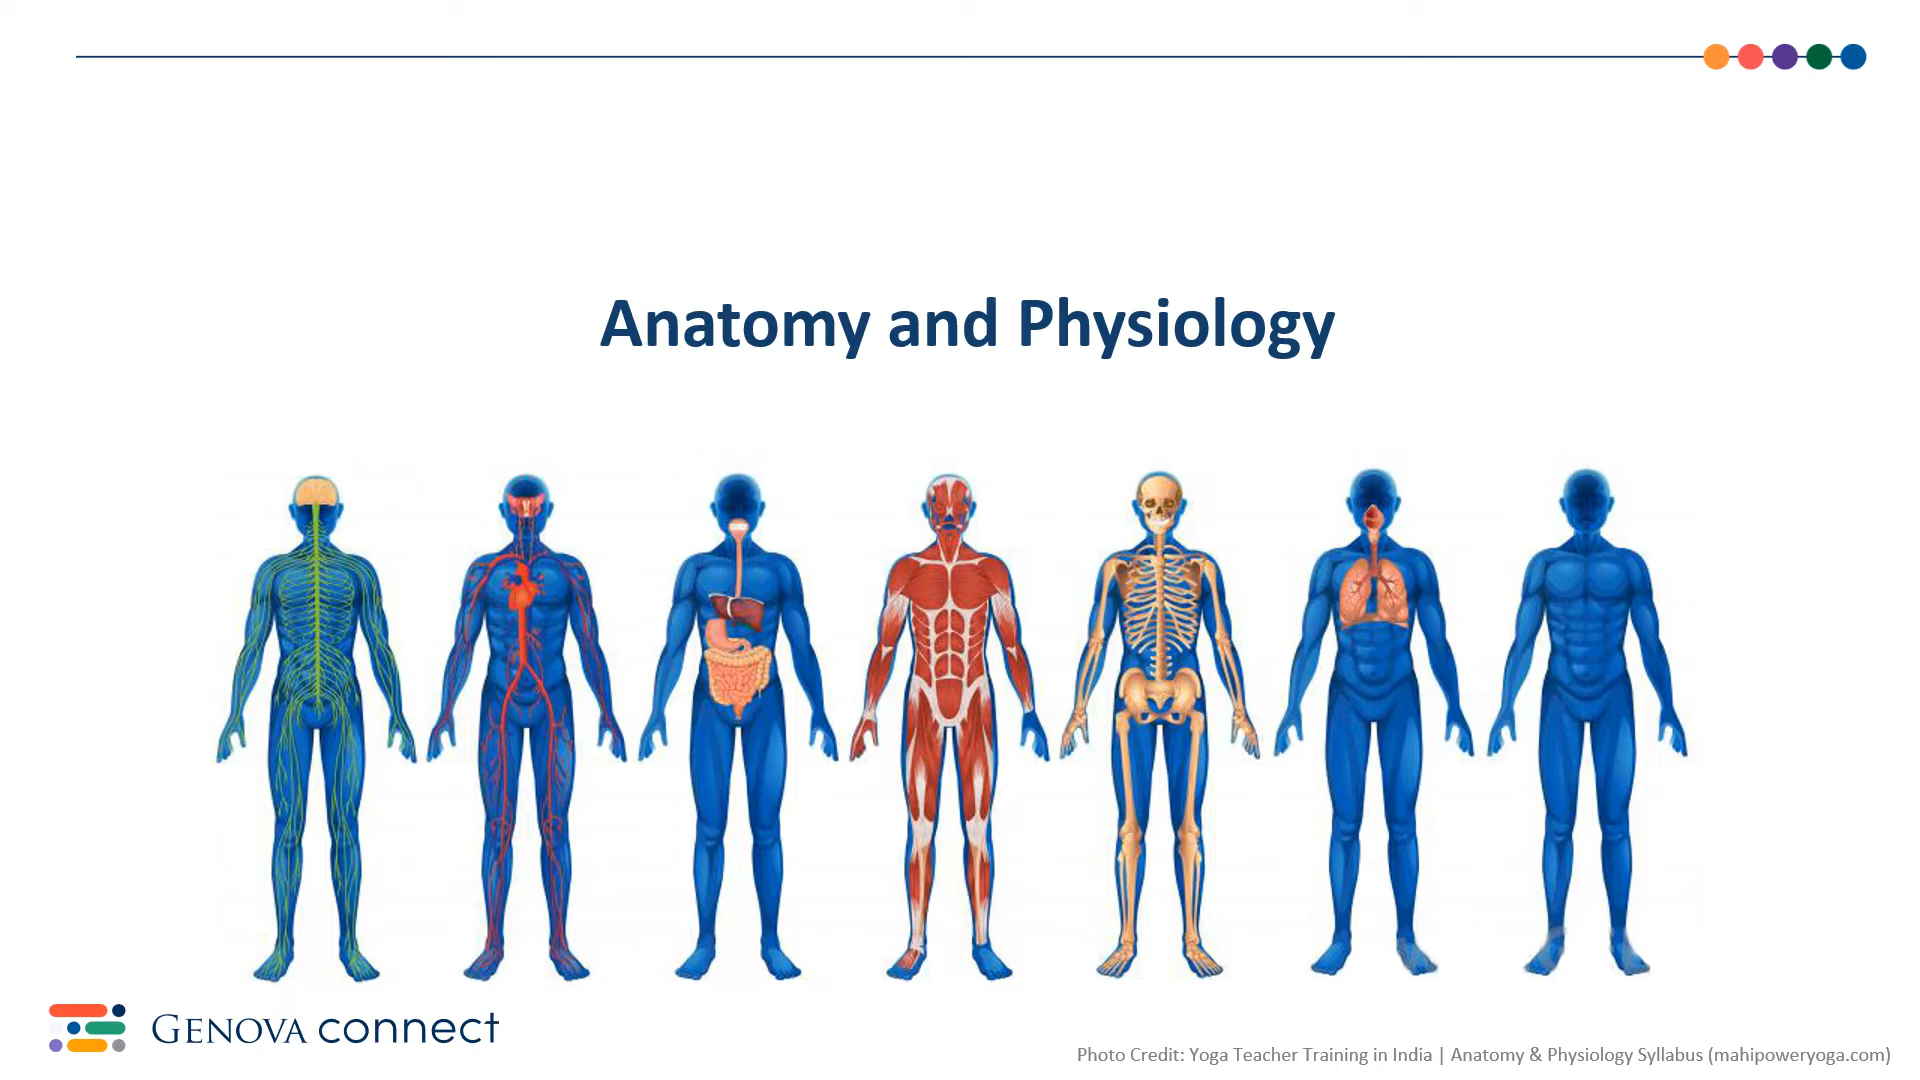 Anatomy and Physiology
GENOVA connect
Photo Credit: Yoga Teacher Training in India | Anatomy & Physiology Syllabus (mahipoweryoga.com)